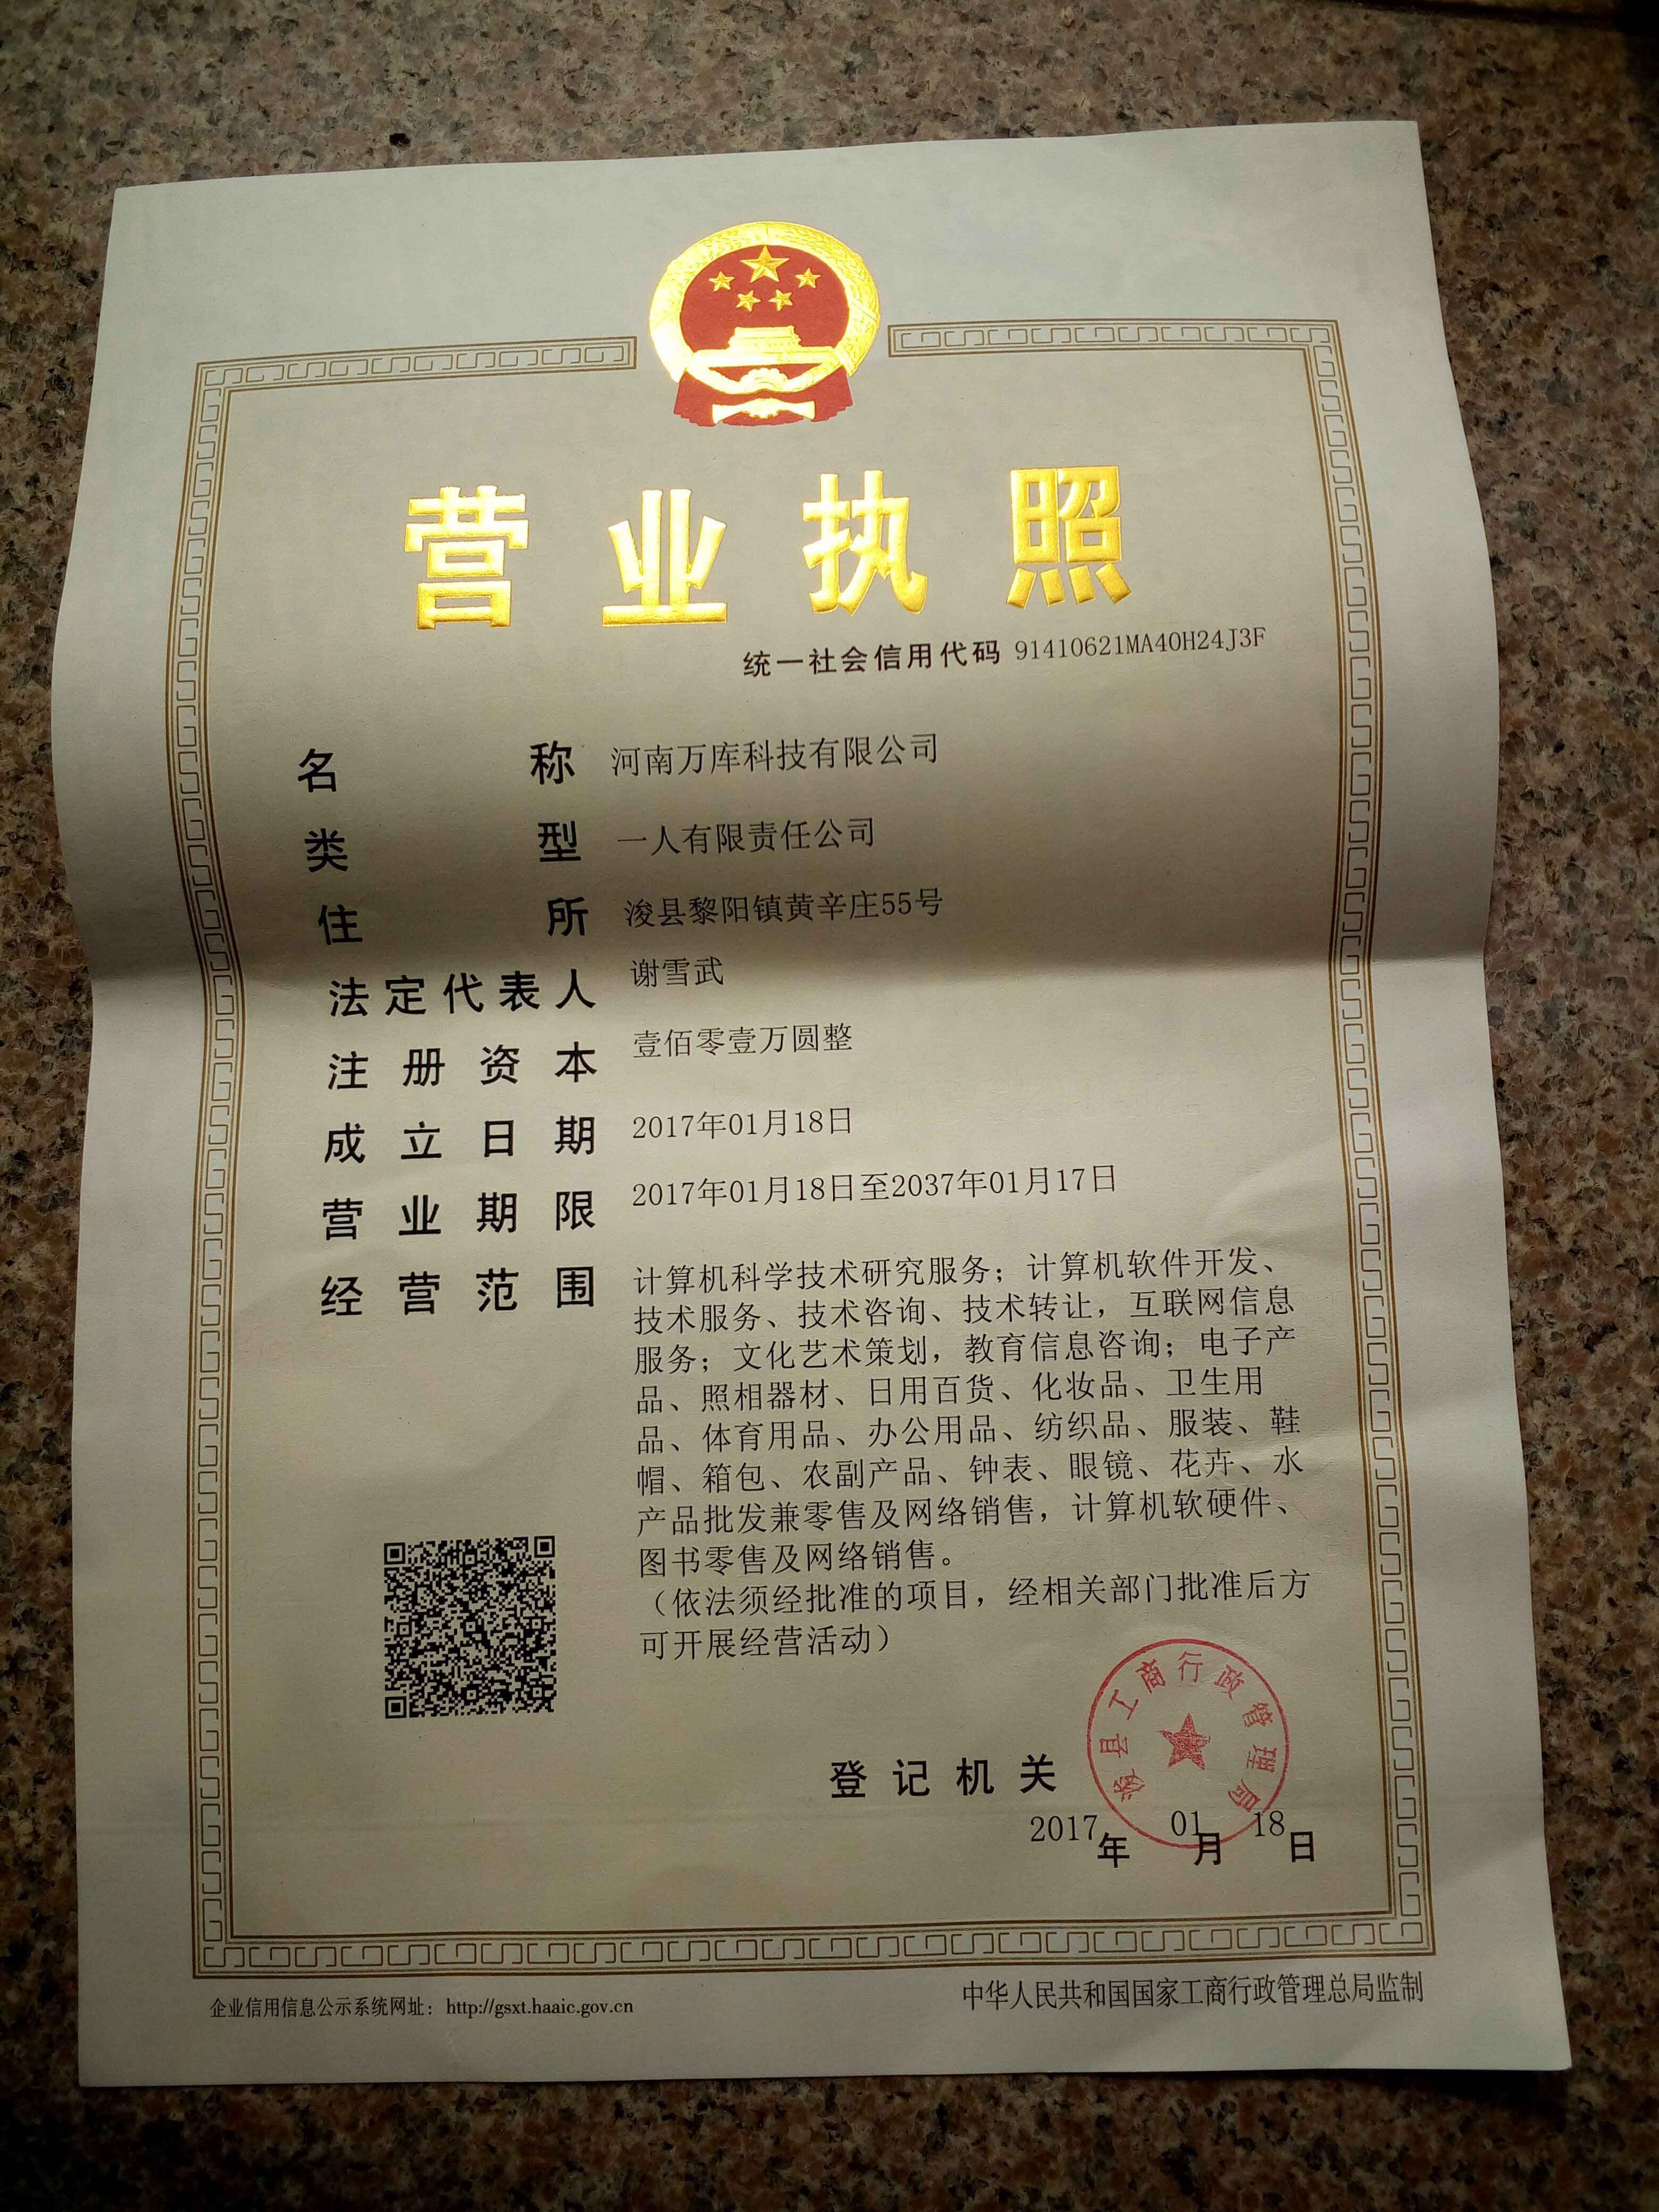 营业执照
统一社会信用代码 91410621MA40H24J3F
名称 河南万库科技有限公司
类型 一人有限责任公司
住所 浚县黎阳镇黄辛庄55号
法定代表人 谢雪武
注册资本 壹佰零壹万圆整
成立日期 2017年01月18日
营业期限 2017年01月18日至2037年01月17日
经营范围 计算机科学技术研究服务；计算机软件开发、
技术服务、技术咨询、技术转让，互联网信息
服务；文化艺术策划，教育信息咨询；电子产
品、照相器材、日用百货、化妆品、卫生用
品、体育用品、办公用品、纺织品、服装、鞋
帽、箱包、农副产品、钟表、眼镜、花卉、水
产品批发兼零售及网络销售，计算机软硬件、
图书零售及网络销售。
（依法须经批准的项目，经相关部门批准后方
可开展经营活动）
浚县工商行政管理局
登记机关
2017年01月18日
企业信用信息公示系统网址：http://gsxt.haaic.gov.cn
中华人民共和国国家工商行政管理总局监制